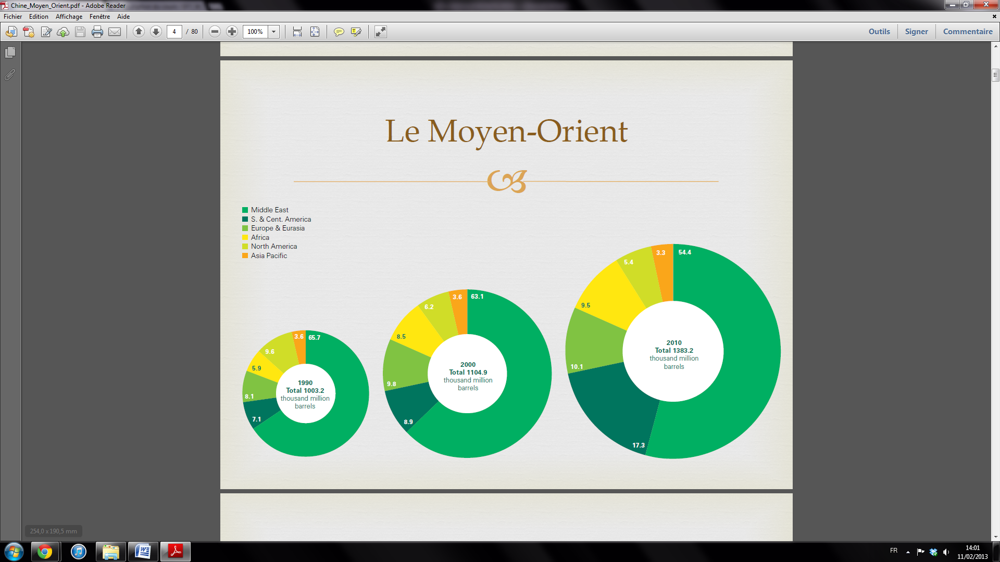 Chine_Moyen_Orient.pdf - Adobe Reader
Fichier Edition Affichage Fenêtre Aide
4 / 80 100% Outils Signer Commentaire
Le Moyen-Orient
Middle East
S. & Cent. America
Europe & Eurasia
Africa
North America
Asia Pacific
65.7
3.6
9.6
5.9
8.1
7.1
1990
Total 1003.2
thousand million
barrels
63.1
3.6
6.2
8.5
9.8
8.9
2000
Total 1104.9
thousand million
barrels
54.4
3.3
5.4
9.5
10.1
17.3
2010
Total 1383.2
thousand million
barrels
254,0 x 190,5 mm
FR
14:01
11/02/2013